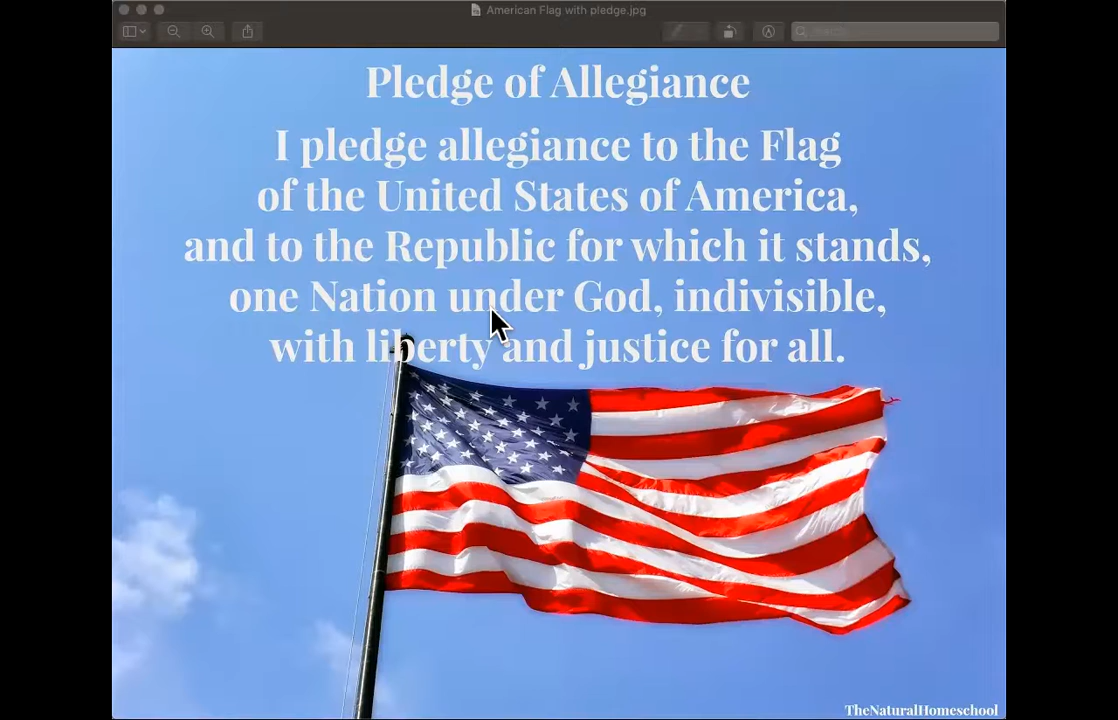 American Flag with pledge.jpg
Pledge of Allegiance
I pledge allegiance to the Flag
of the United States of America,
and to the Republic for which it stands,
one Nation under God, indivisible,
with liberty and justice for all.
TheNaturalHomeschool